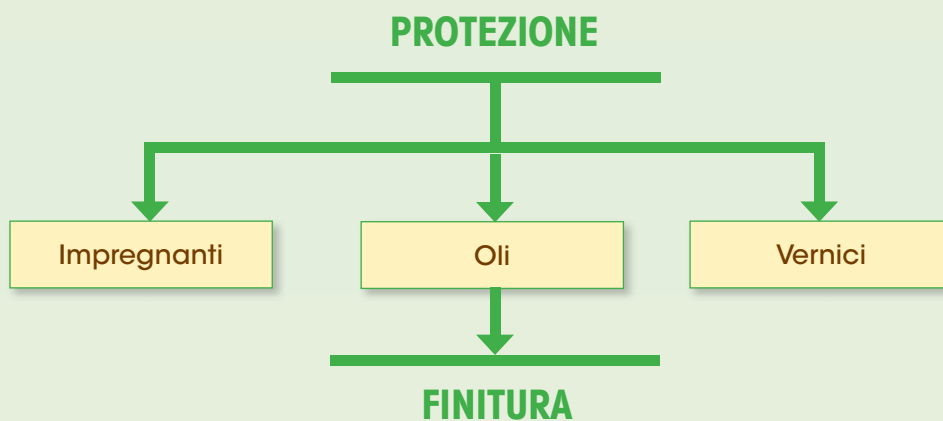 PROTEZIONE
Impregnanti
Oli
Vernici
FINITURA